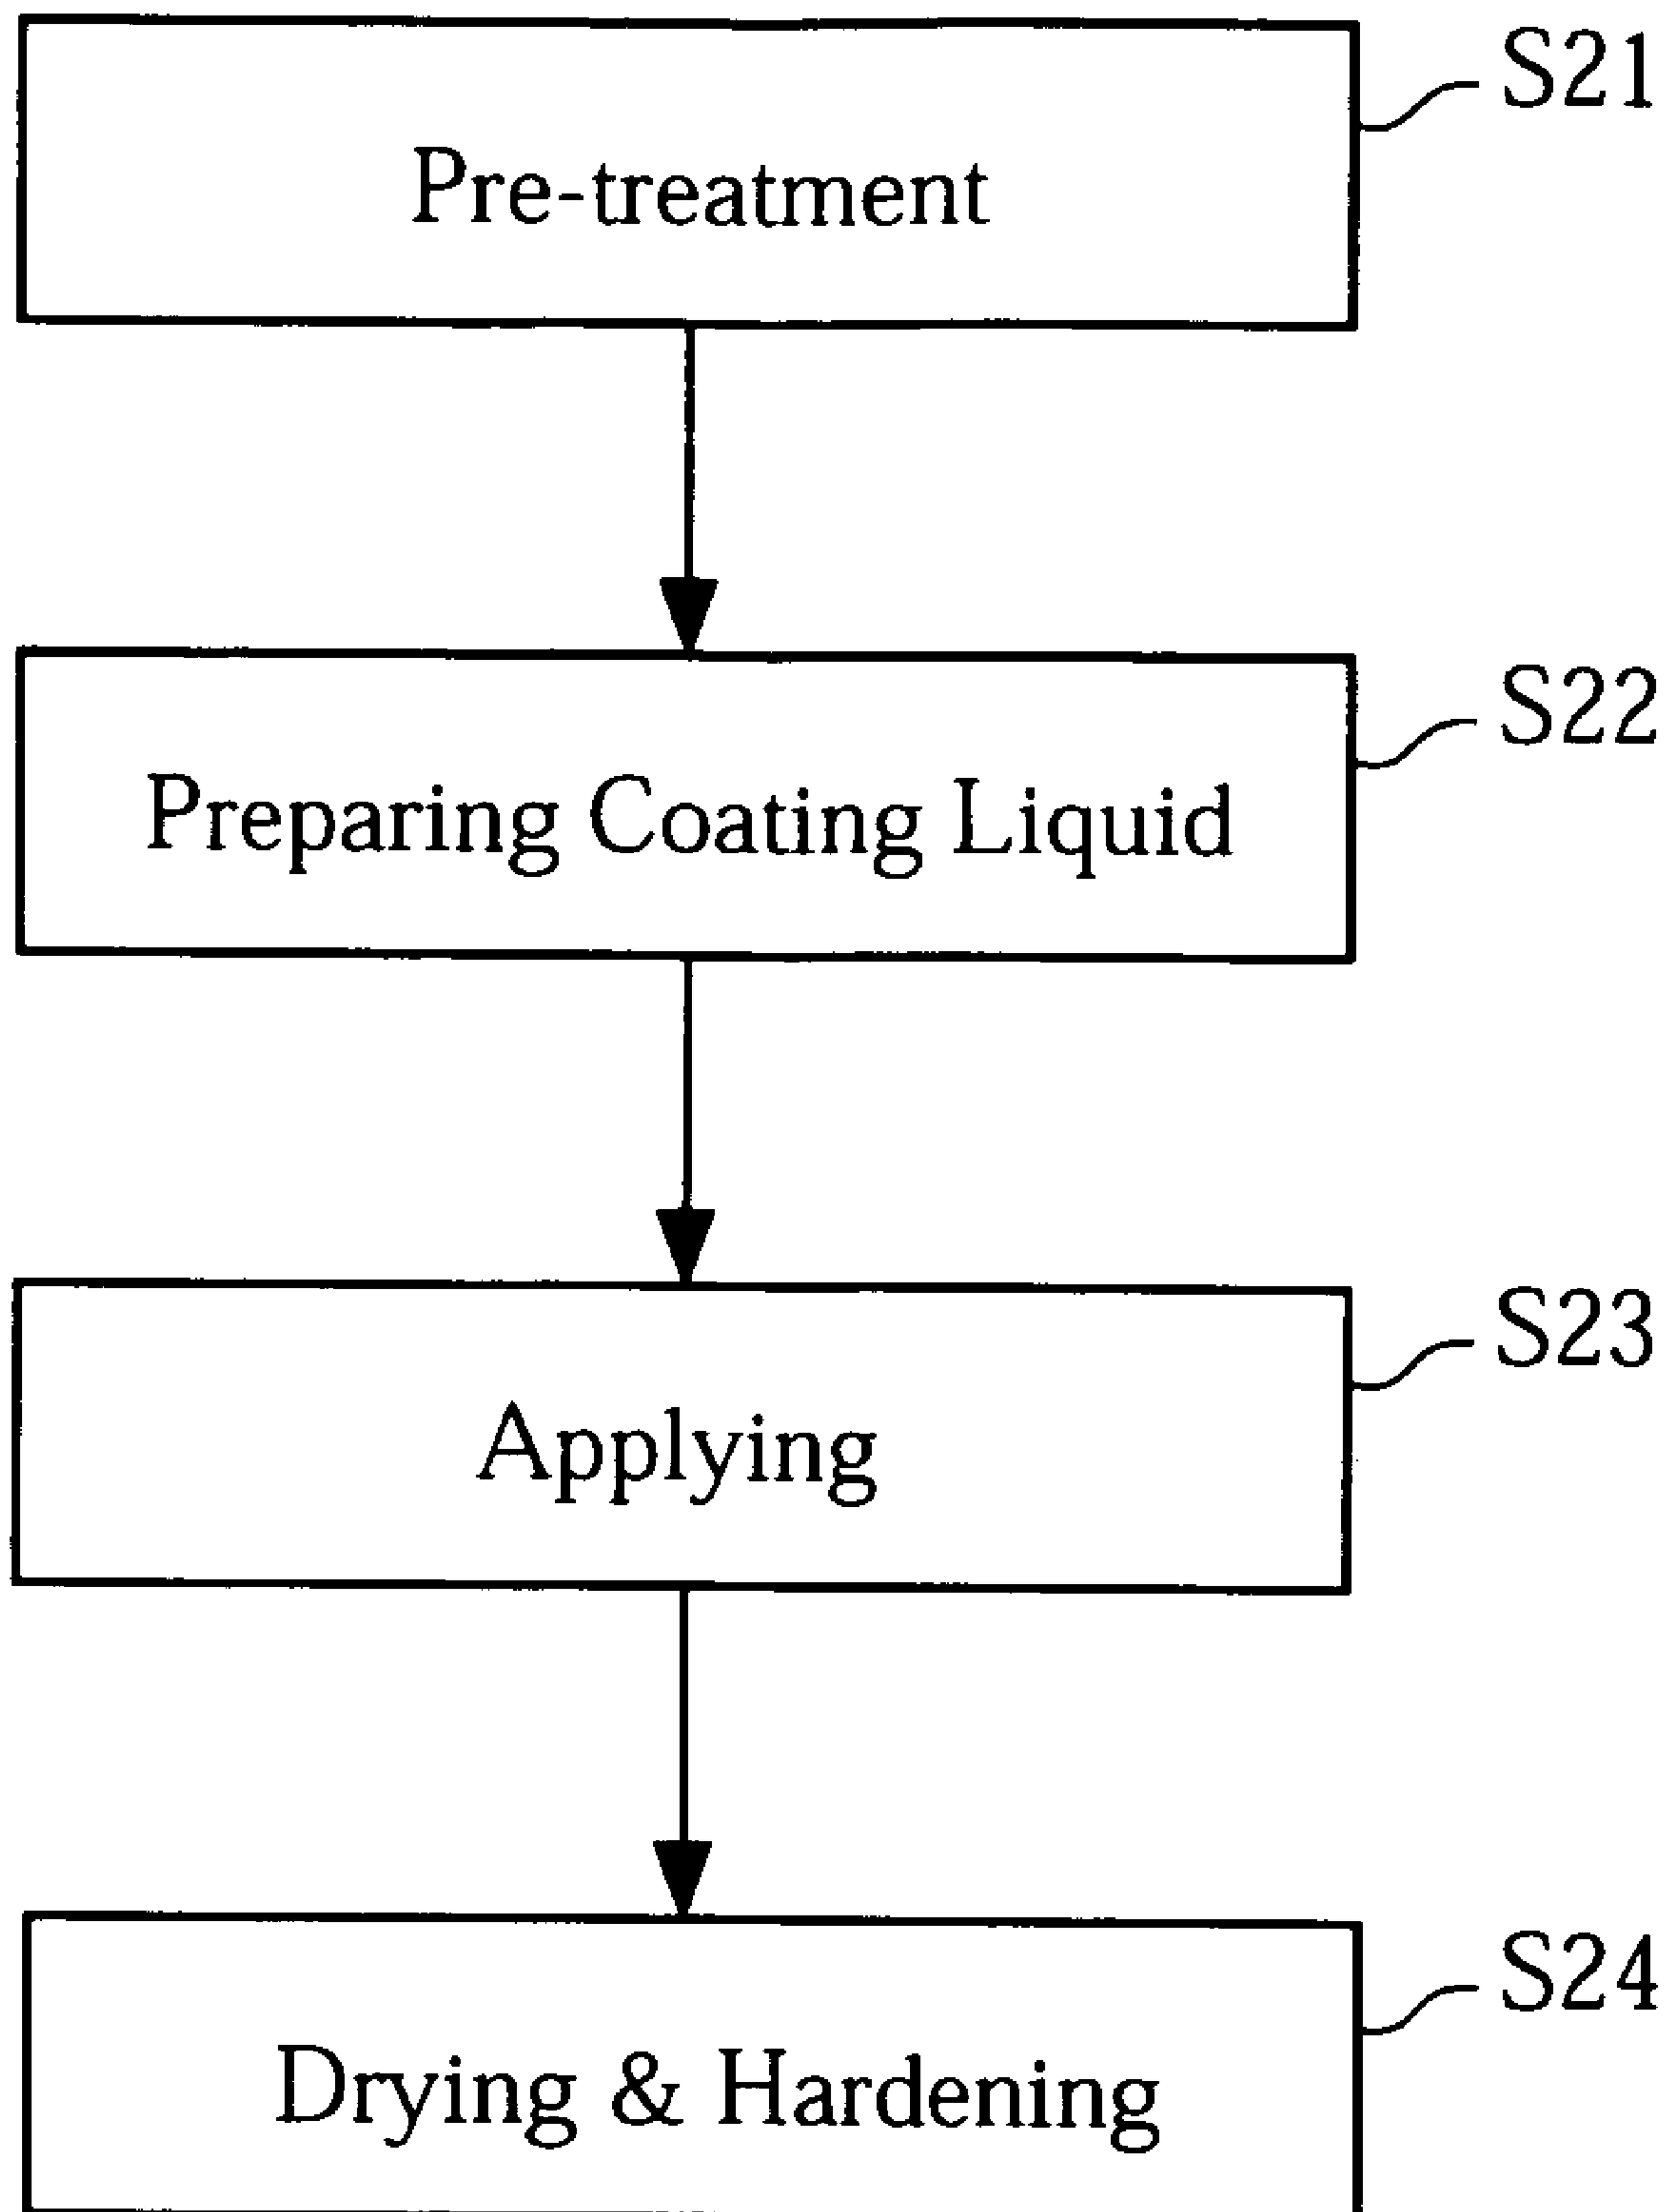 S21
Pre-treatment
S22
Preparing Coating Liquid
S23
Applying
S24
Drying & Hardening